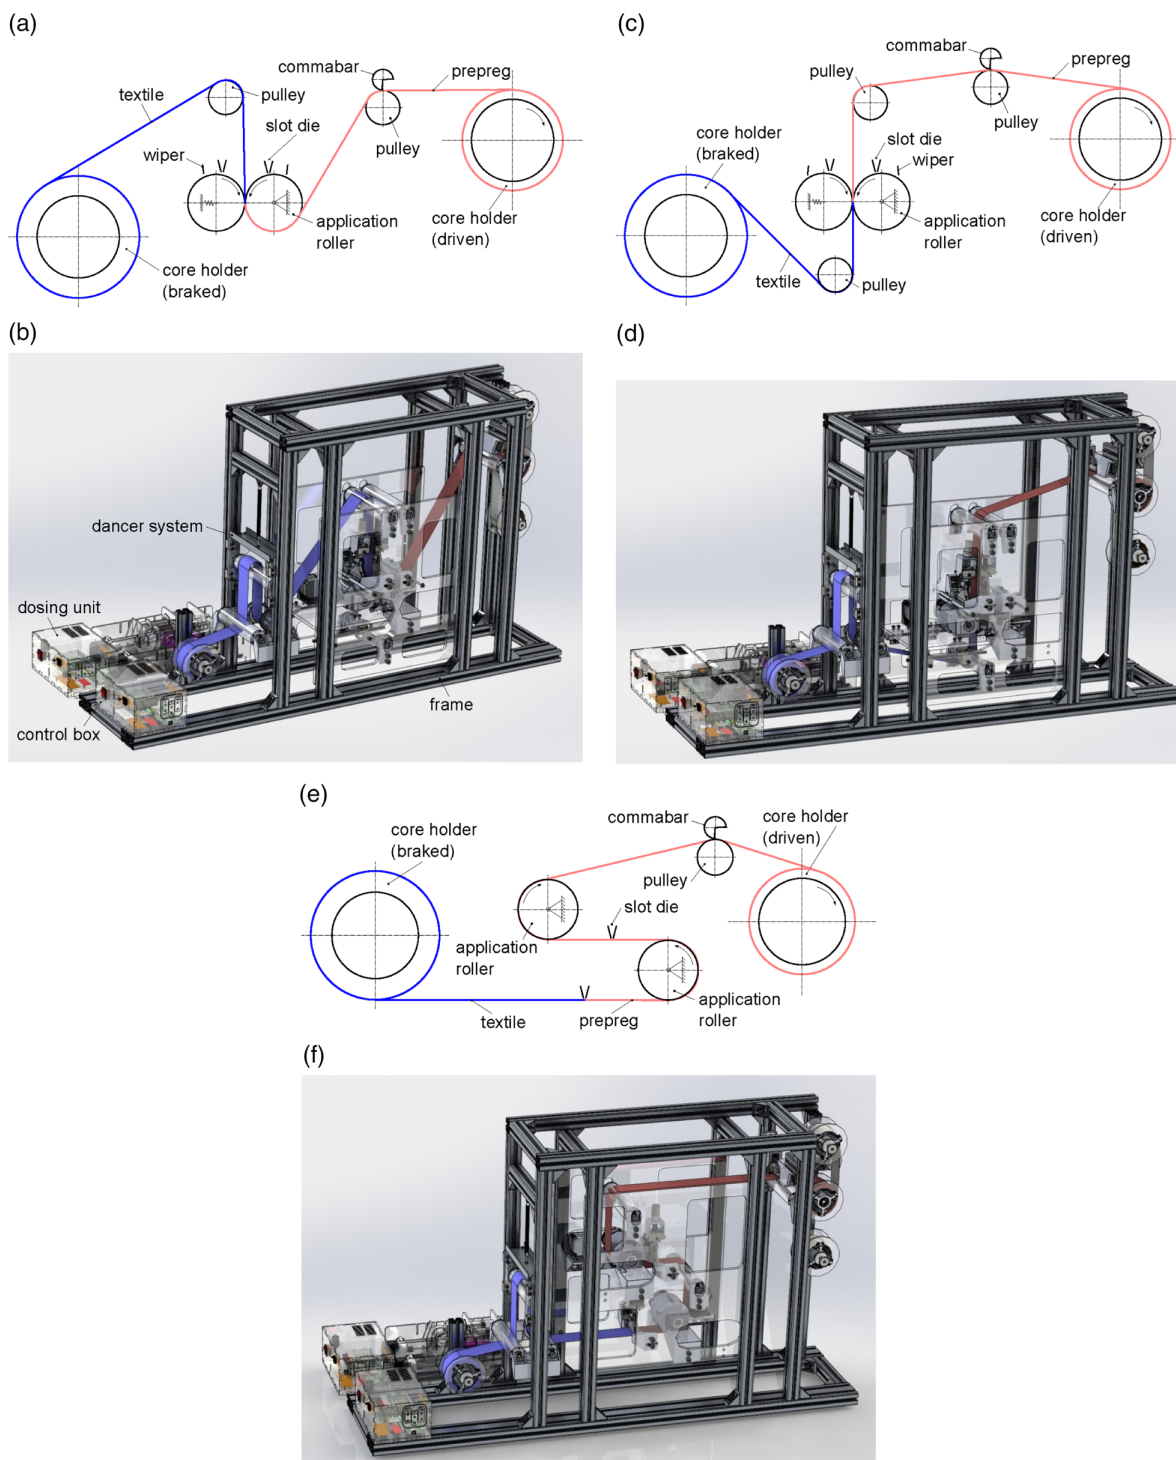 (a)
commabar
prepreg
textile
pulley
slot die
wiper
pulley
application
roller
core holder
(driven)
core holder
(braked)
(c)
commabar
prepreg
pulley
core holder
(braked)
slot die
wiper
application
roller
core holder
(driven)
textile
pulley
(b)
dancer system
dosing unit
control box
frame
(d)
(e)
commabar
core holder
(driven)
core holder
(braked)
pulley
slot die
application
roller
application
roller
textile
prepreg
(f)